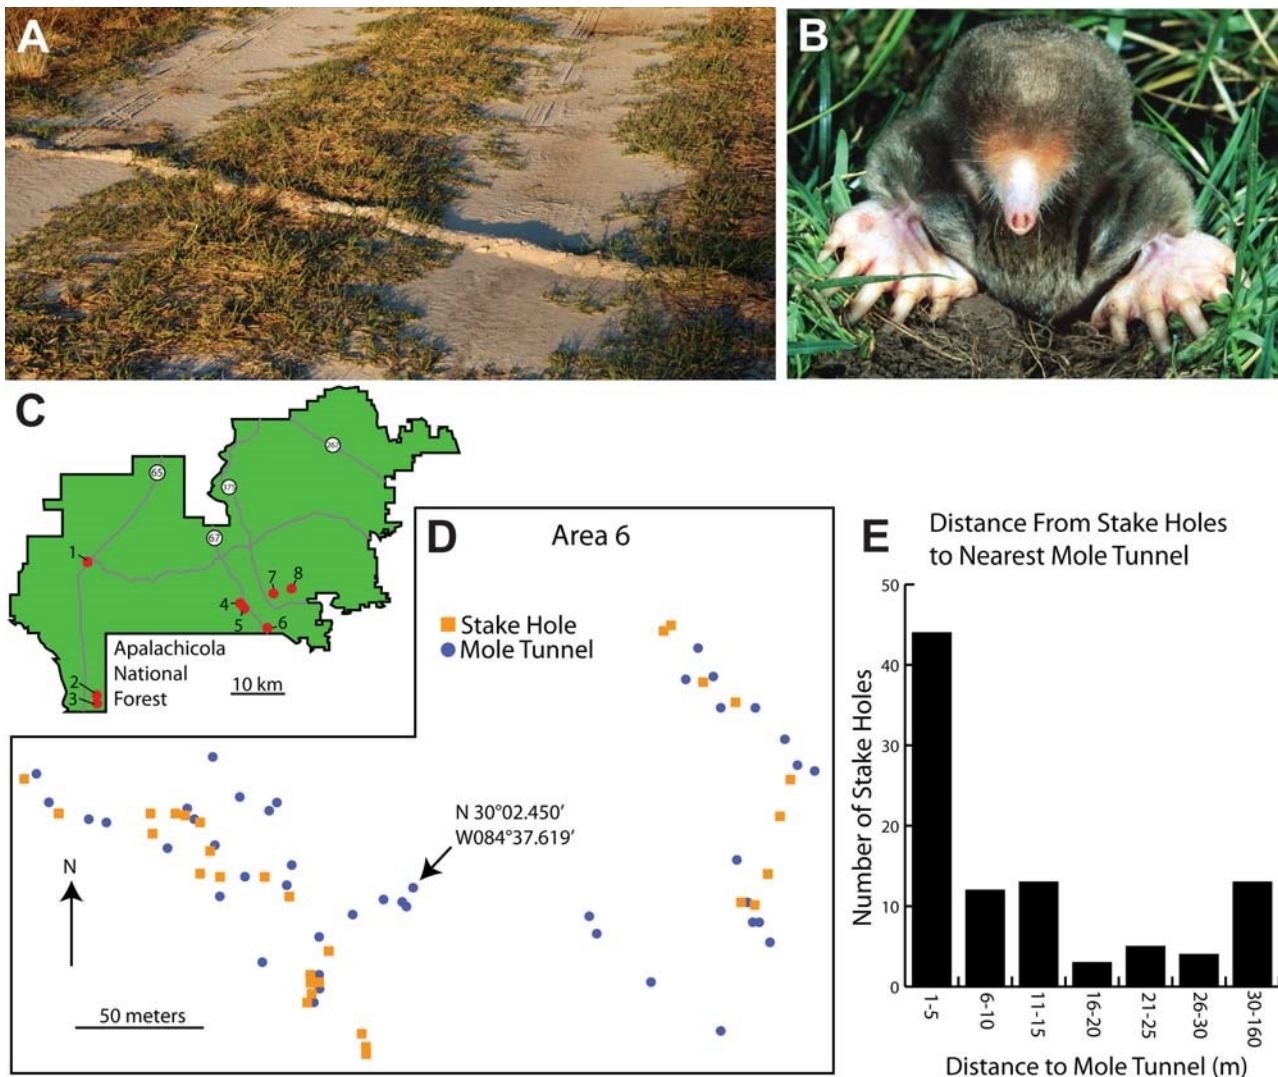 A
B
C
65
267
375
67
1
7
8
4
5
6
2
3
Apalachicola
National
Forest
10 km
D
Area 6
Stake Hole
Mole Tunnel
N 30°02.450′
W084°37.619′
N
50 meters
E
Distance From Stake Holes
to Nearest Mole Tunnel
Number of Stake Holes
50
40
30
20
10
0
1-5
6-10
11-15
16-20
21-25
26-30
30-160
Distance to Mole Tunnel (m)